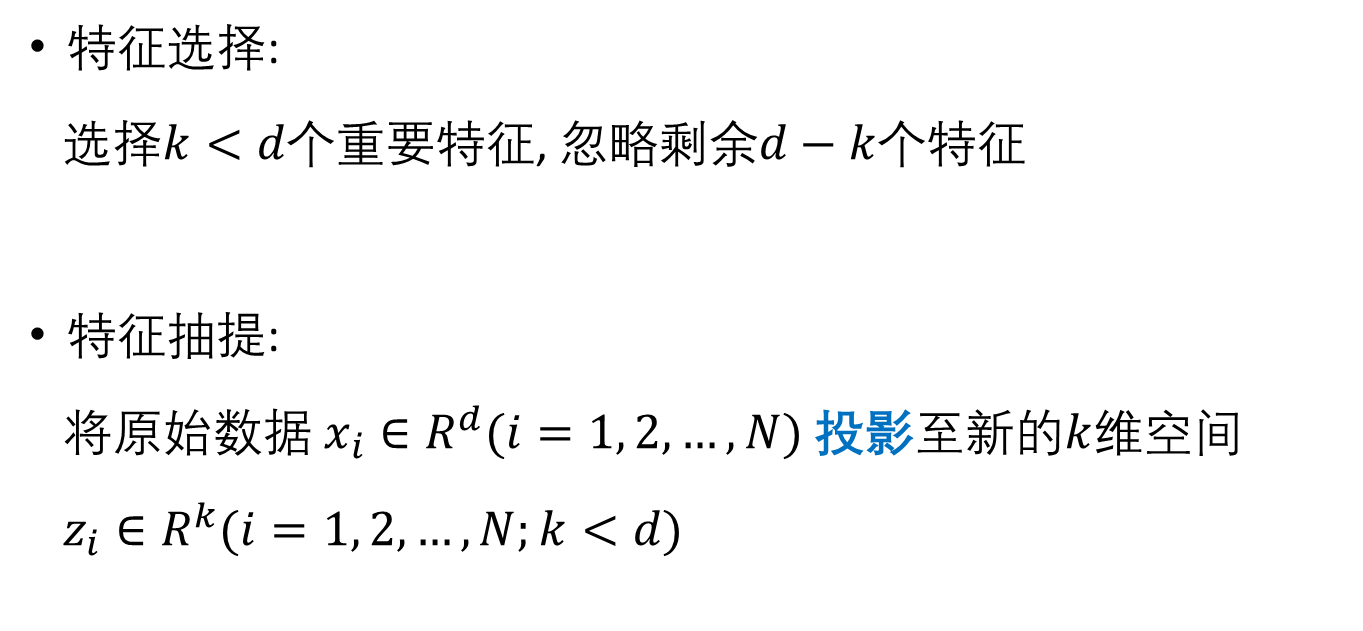 • 特征选择:
选择k < d个重要特征, 忽略剩余d − k个特征
• 特征抽提:
将原始数据 xᵢ ∈ Rᵈ(i = 1, 2, … , N) 投影至新的k维空间
zᵢ ∈ Rᵏ(i = 1, 2, … , N; k < d)